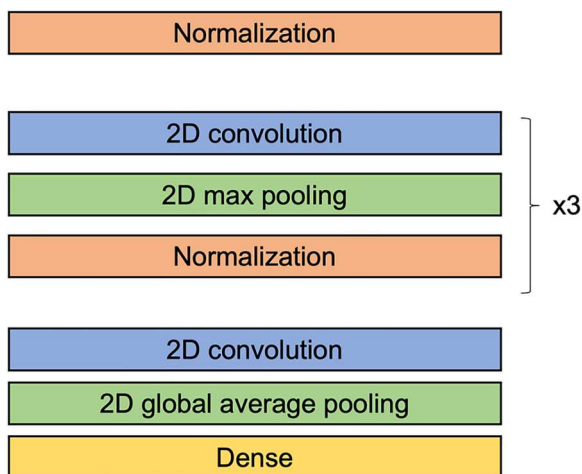 Normalization
2D convolution
2D max pooling
x3
Normalization
2D convolution
2D global average pooling
Dense